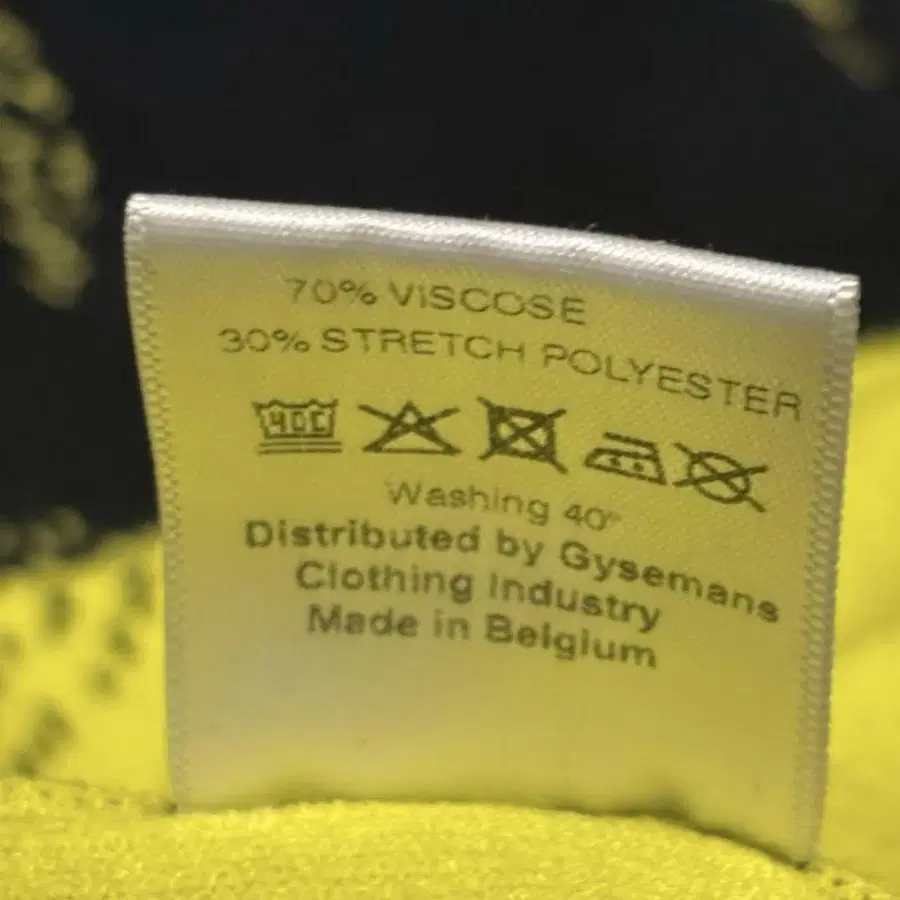 70% VISCOSE
30% STRETCH POLYESTER
40C
Washing 40°
Distributed by Gysemans
Clothing Industry
Made in Belgium